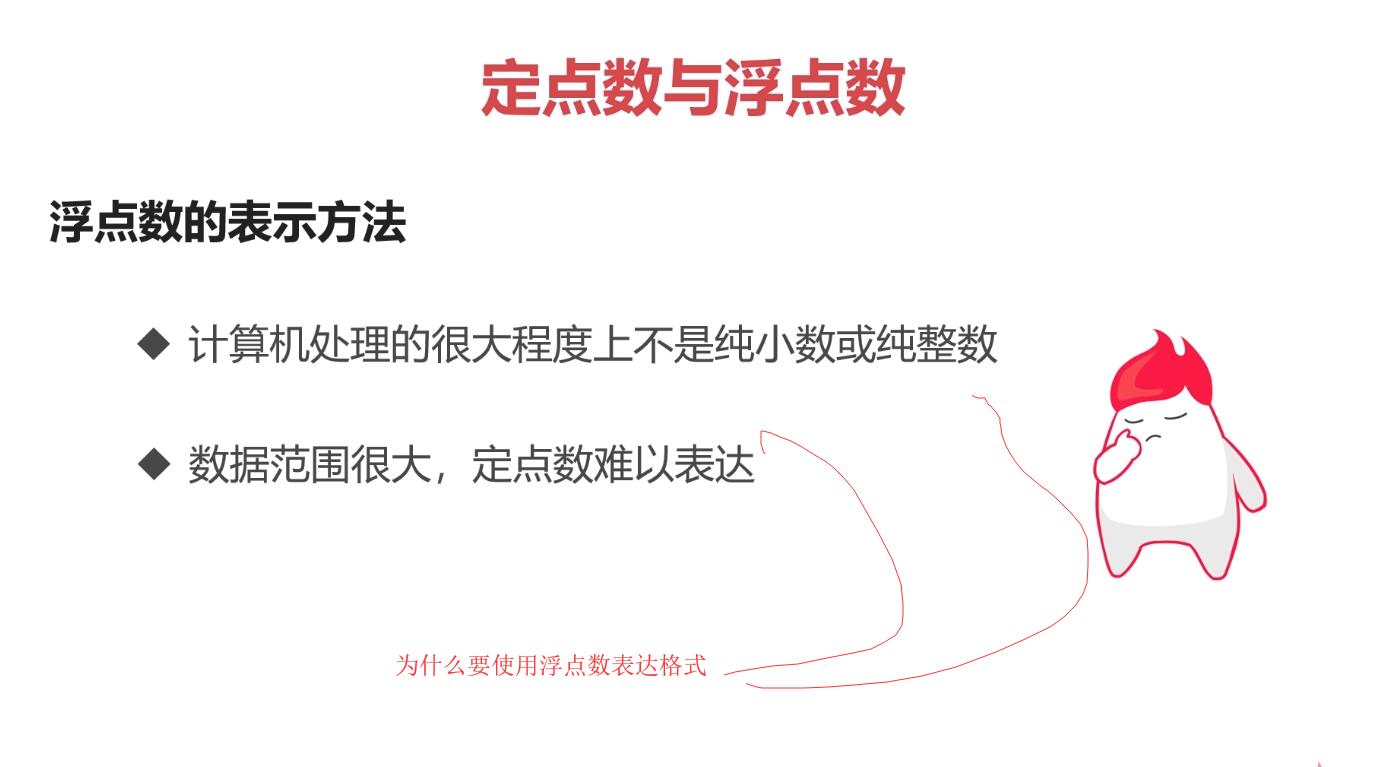 定点数与浮点数
浮点数的表示方法
◆ 计算机处理的很大程度上不是纯小数或纯整数
◆ 数据范围很大，定点数难以表达
为什么要使用浮点数表达格式